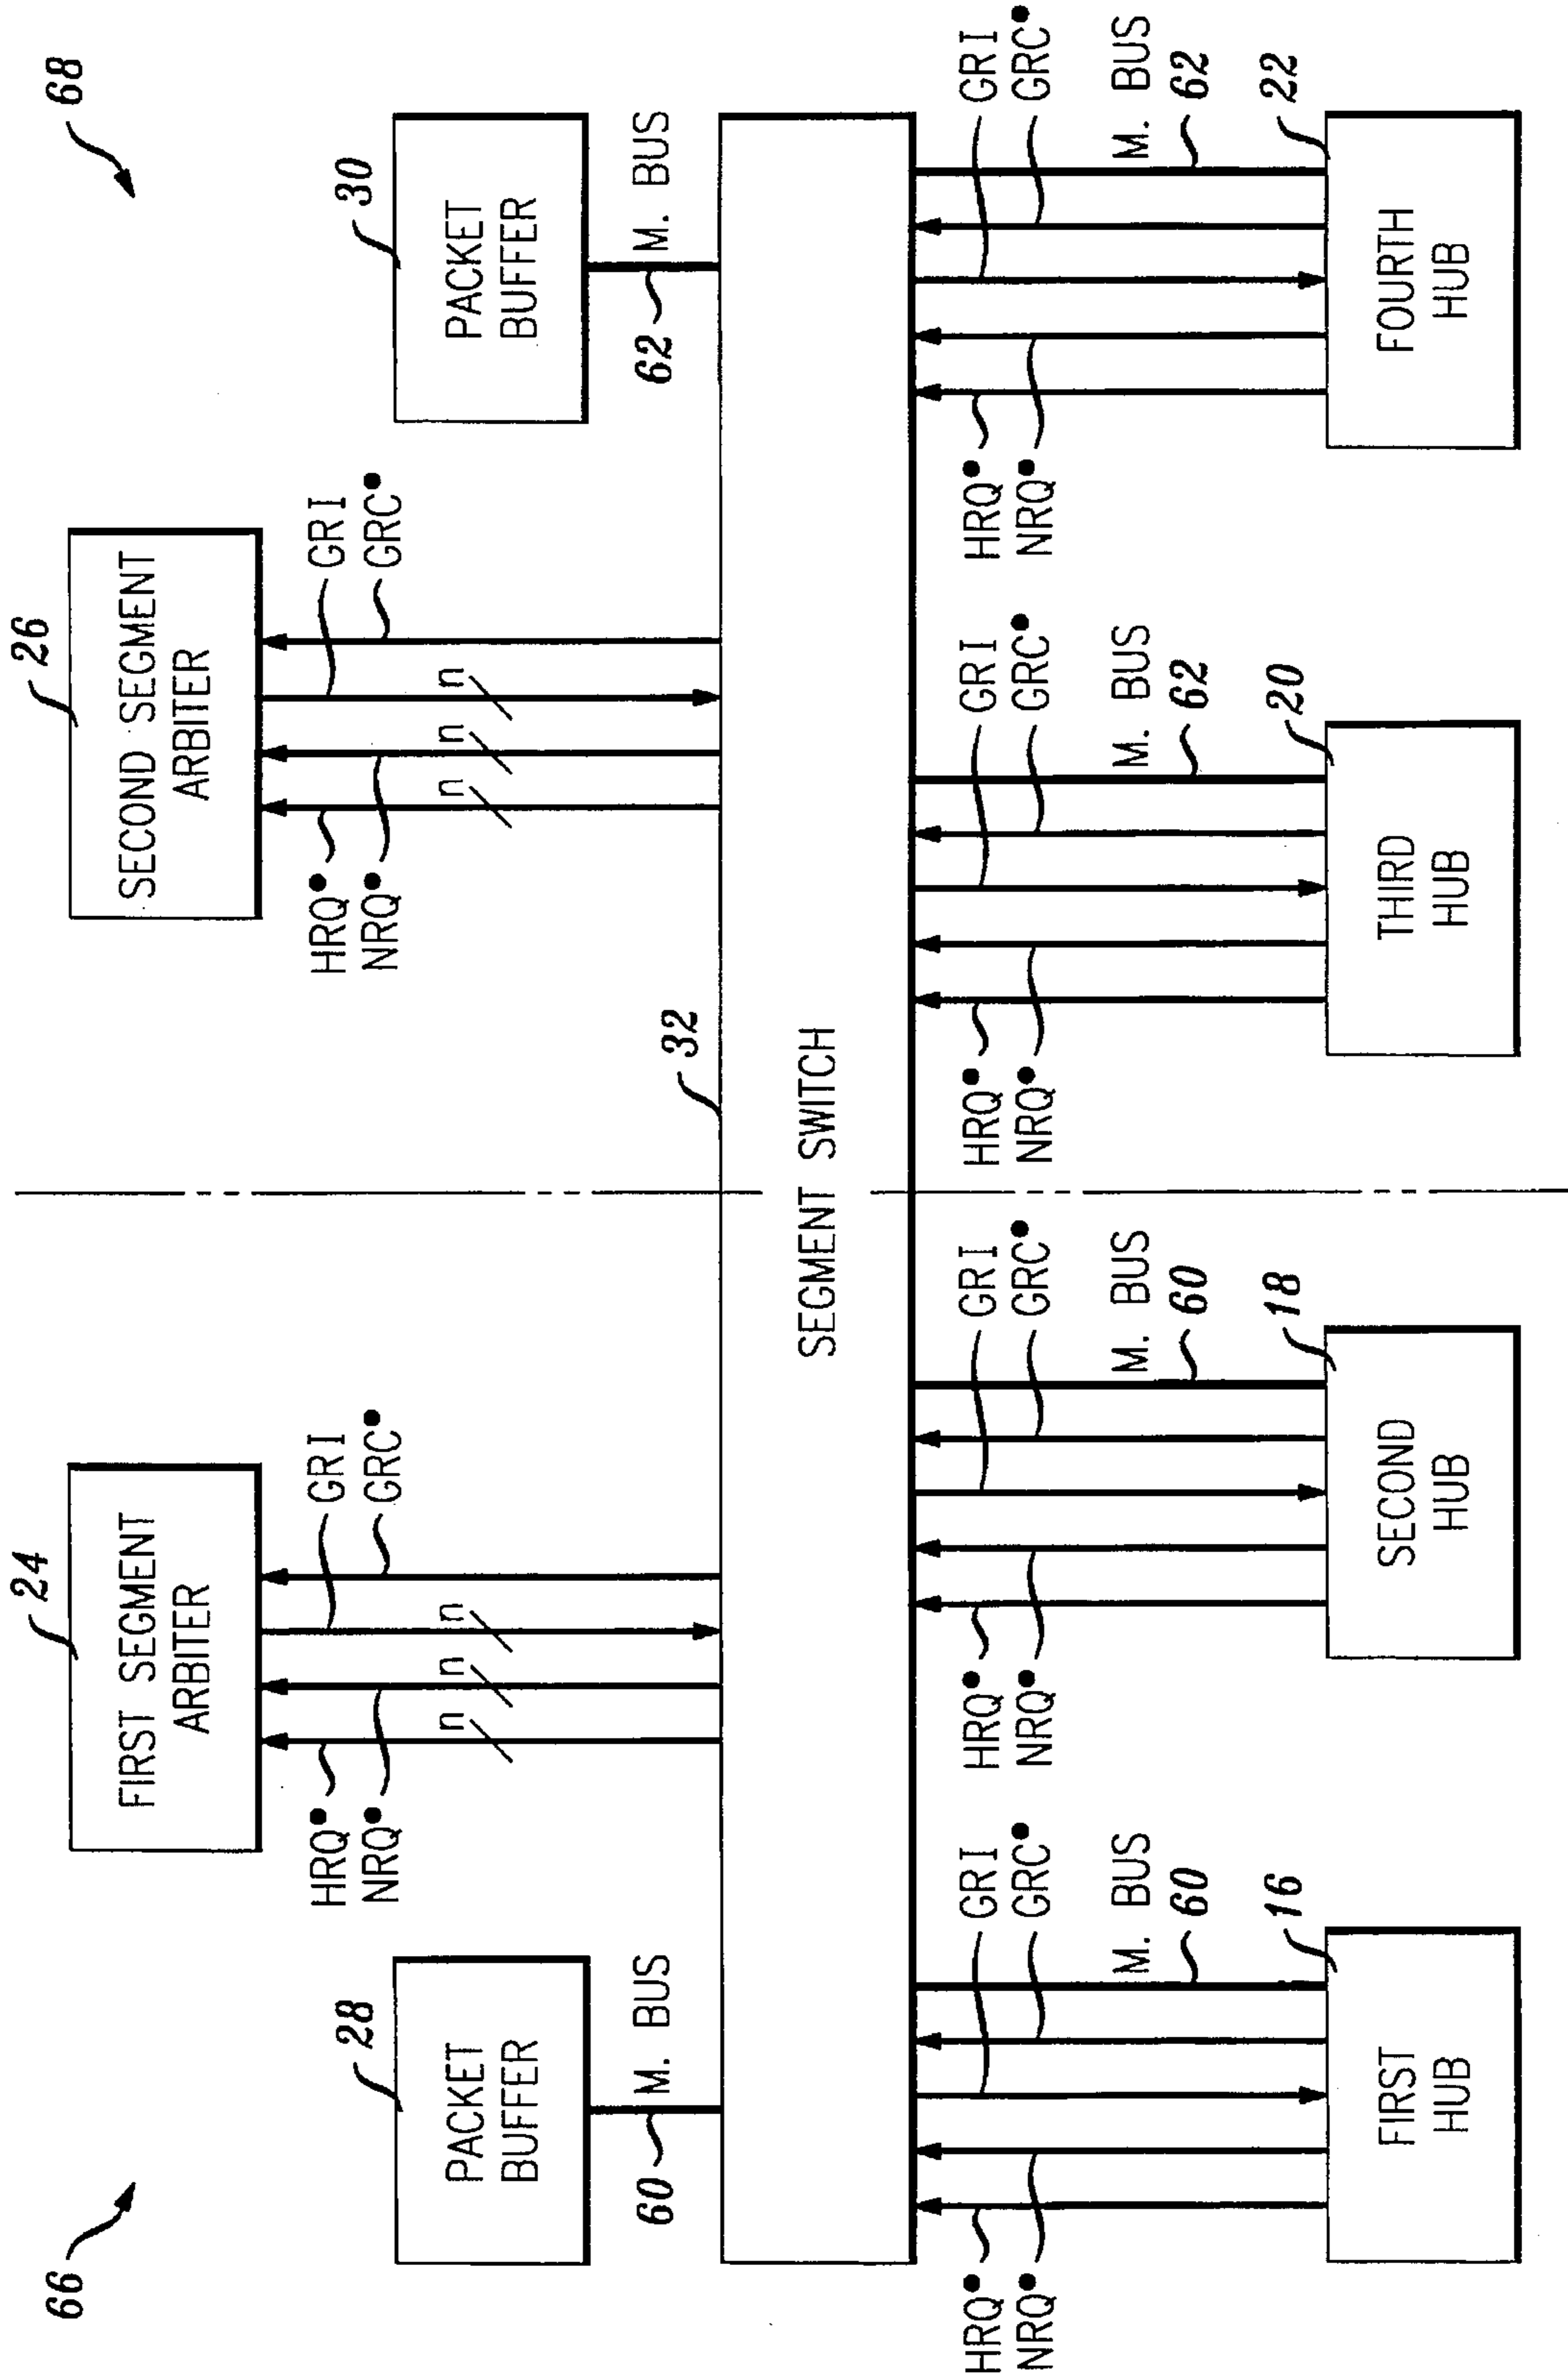 66
68
24
26
FIRST SEGMENT
ARBITER
SECOND SEGMENT
ARBITER
28
30
PACKET
BUFFER
PACKET
BUFFER
HRQ•
NRQ•
GRI
GRC•
n
n
n
HRQ•
NRQ•
GRI
GRC•
n
n
n
60
M. BUS
62
M. BUS
32
SEGMENT SWITCH
HRQ•
NRQ•
GRI
GRC•
M. BUS
60
16
HRQ•
NRQ•
GRI
GRC•
M. BUS
60
18
HRQ•
NRQ•
GRI
GRC•
M. BUS
62
20
HRQ•
NRQ•
GRI
GRC•
M. BUS
62
22
FIRST
HUB
SECOND
HUB
THIRD
HUB
FOURTH
HUB